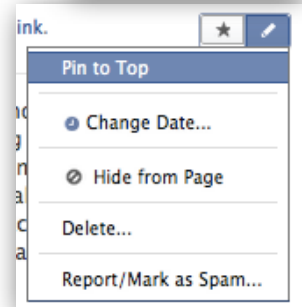 ink.
Pin to Top
Change Date...
Hide from Page
Delete...
Report/Mark as Spam...